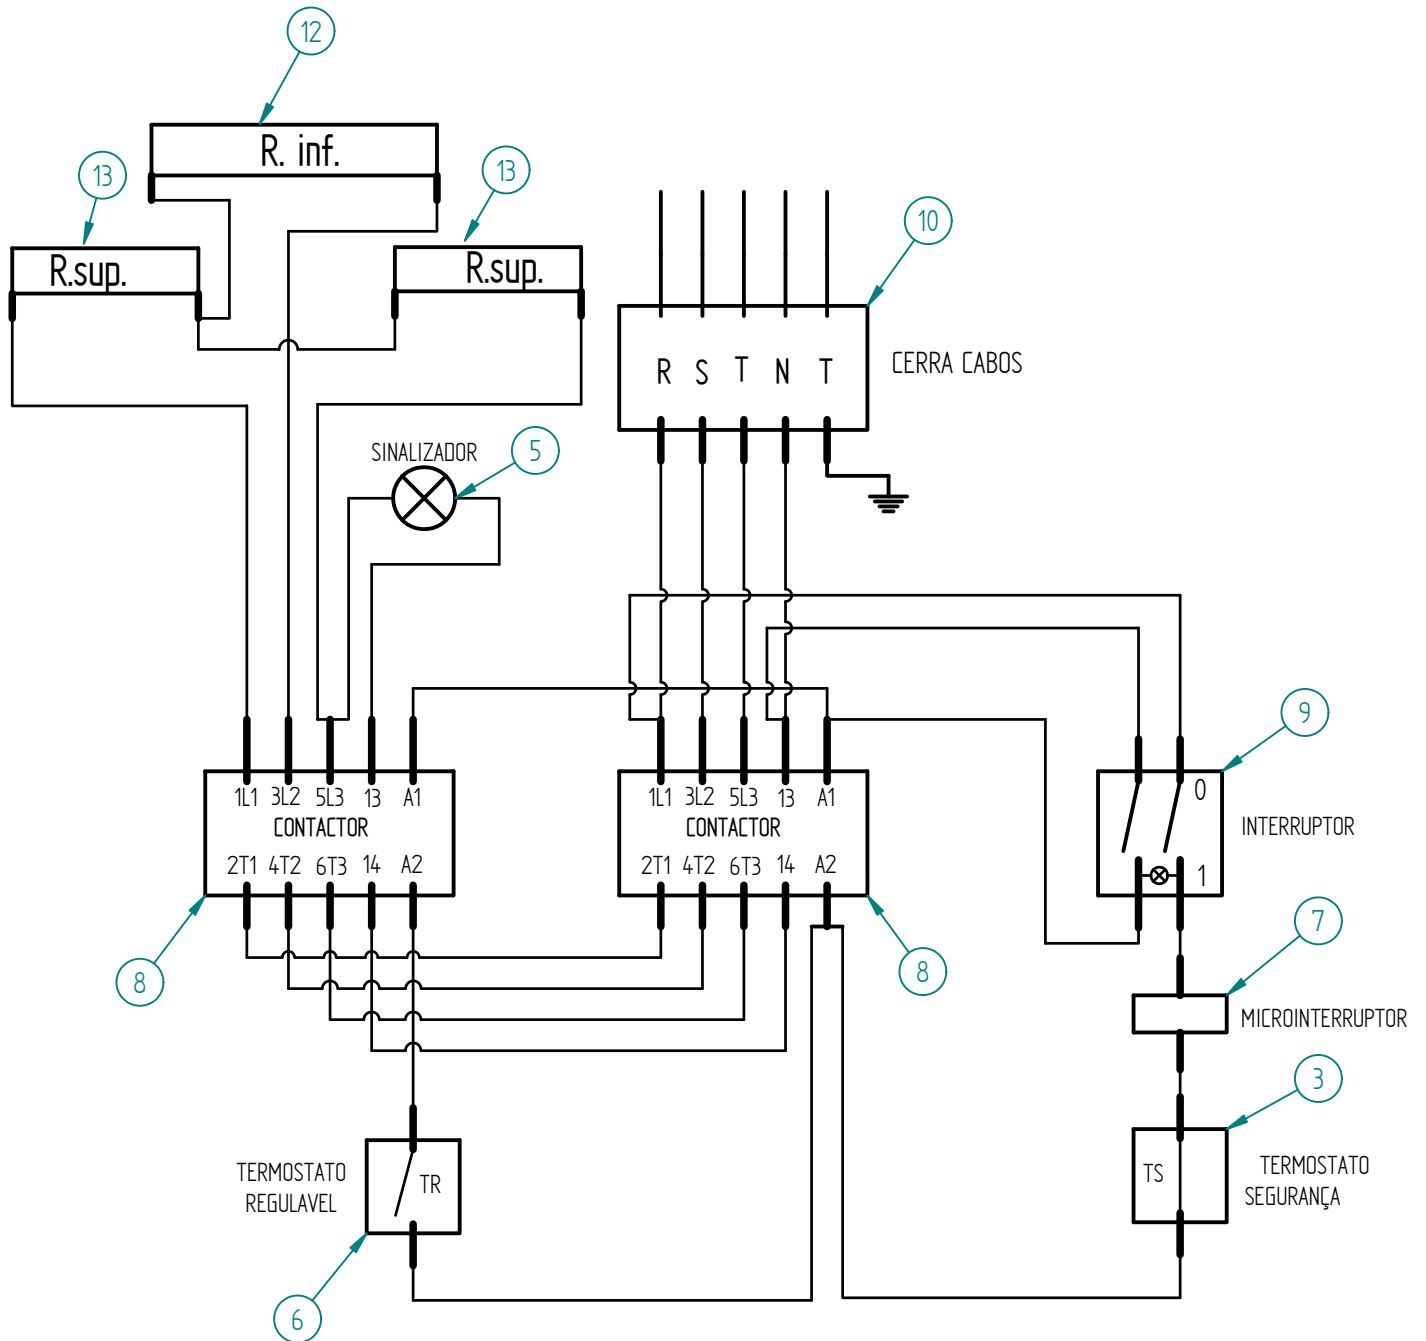 12
R. inf.
13
13
R.sup.
R.sup.
10
R S T N T
CERRA CABOS
SINALIZADOR
5
9
1L1 3L2 5L3 13 A1
CONTACTOR
2T1 4T2 6T3 14 A2
1L1 3L2 5L3 13 A1
CONTACTOR
2T1 4T2 6T3 14 A2
0
1
INTERRUPTOR
8
8
7
MICROINTERRUPTOR
3
TERMOSTATO
REGULAVEL
TR
TS
TERMOSTATO
SEGURANÇA
6